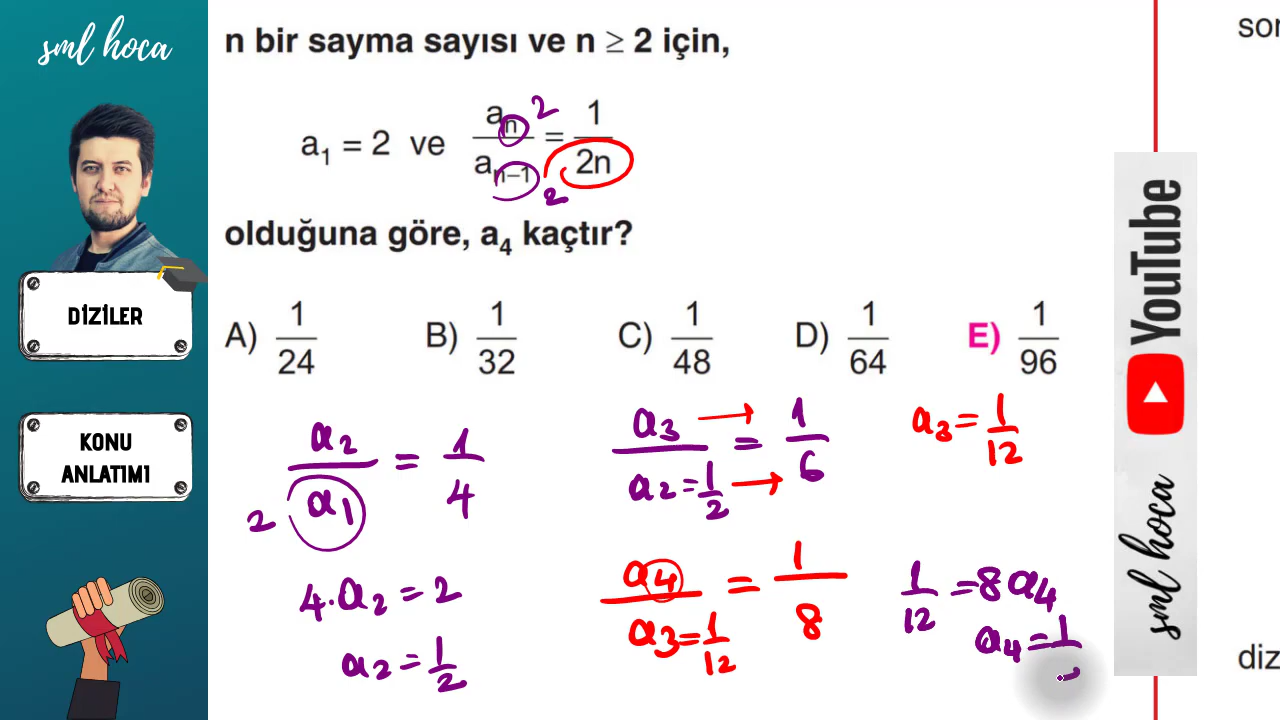 sml hoca
DİZİLER
KONU
ANLATIMI
n bir sayma sayısı ve n ≥ 2 için,
a₁ = 2 ve aₙ/aₙ₋₁ = 1/2n
2
2
olduğuna göre, a₄ kaçtır?
A) 1/24 B) 1/32 C) 1/48 D) 1/64 E) 1/96
a₂/a₁ = 1/4
2
4·a₂ = 2
a₂ = 1/2
a₃/a₂=1/2 = 1/6
a₃ = 1/12
a₄/a₃=1/12 = 1/8
1/12 = 8a₄
a₄ = 1/
YouTube
sml hoca
son
diz